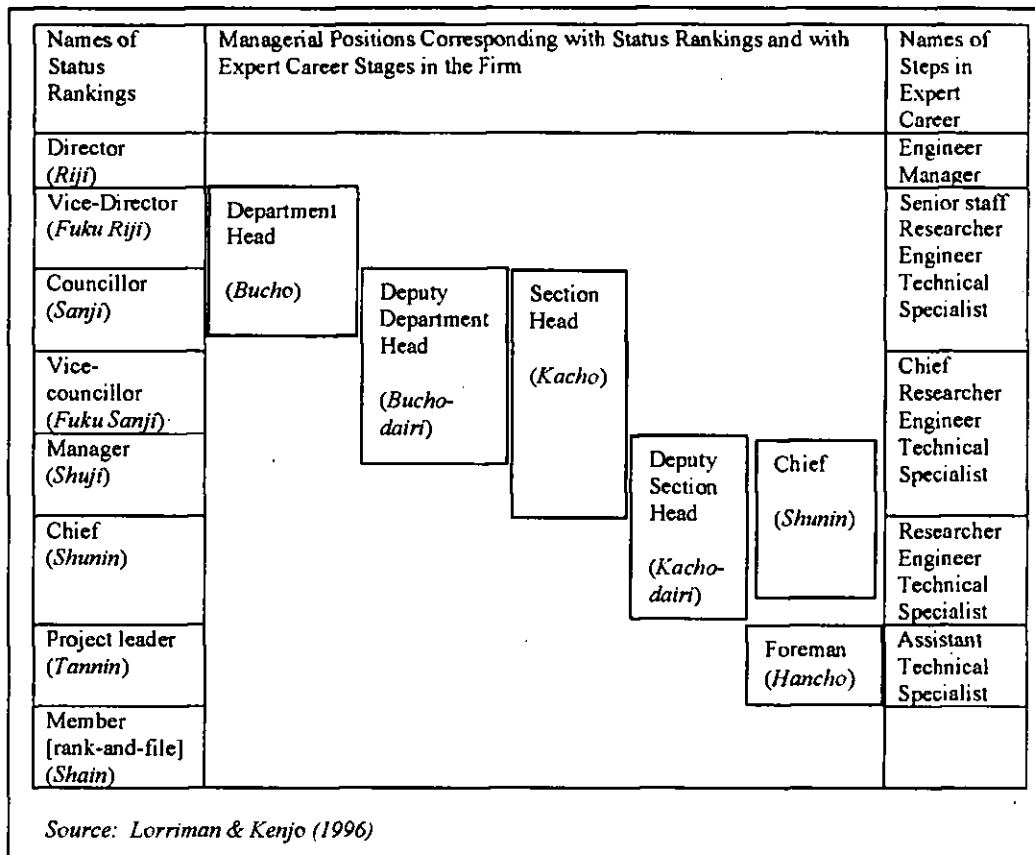 Names of
Status
Rankings
Managerial Positions Corresponding with Status Rankings and with
Expert Career Stages in the Firm
Names of
Steps in
Expert
Career
Director
(Riji)
Engineer
Manager
Vice-Director
(Fuku Riji)
Department
Head
(Bucho)
Senior staff
Researcher
Engineer
Technical
Specialist
Councillor
(Sanji)
Deputy
Department
Head
(Bucho-
dairi)
Section
Head
(Kacho)
Vice-
councillor
(Fuku Sanji)
Chief
Researcher
Engineer
Technical
Specialist
Manager
(Shuji)
Deputy
Section
Head
(Kacho-
dairi)
Chief
(Shunin)
Chief
(Shunin)
Researcher
Engineer
Technical
Specialist
Project leader
(Tannin)
Foreman
(Hancho)
Assistant
Technical
Specialist
Member
[rank-and-file]
(Shain)
Source: Lorriman & Kenjo (1996)